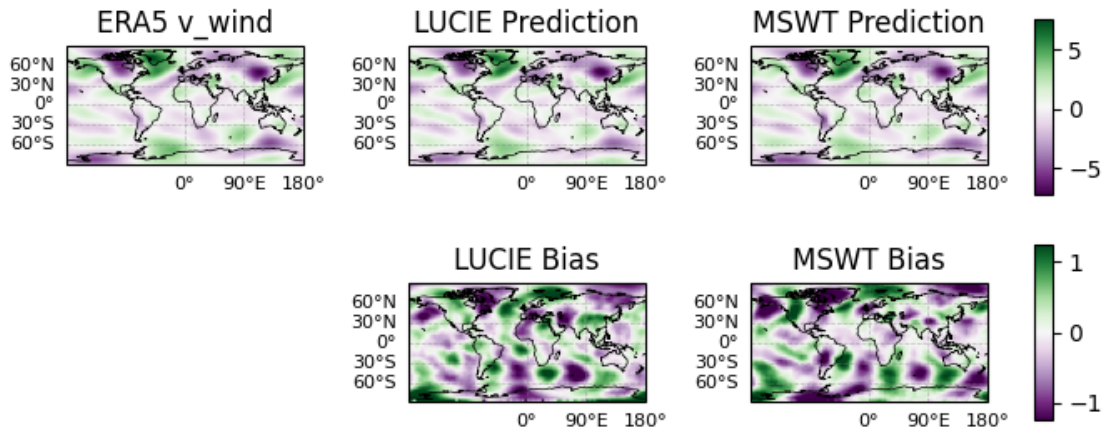 ERA5 v_wind LUCIE Prediction MSWT Prediction
60°N 60°N 60°N 5
30°N 30°N 30°N
0° 0° 0° 0
30°S 30°S 30°S
60°S 60°S 60°S −5
0° 90°E 180° 0° 90°E 180° 0° 90°E 180°
LUCIE Bias MSWT Bias
60°N 60°N 1
30°N 30°N
0° 0° 0
30°S 30°S
60°S 60°S −1
0° 90°E 180° 0° 90°E 180°